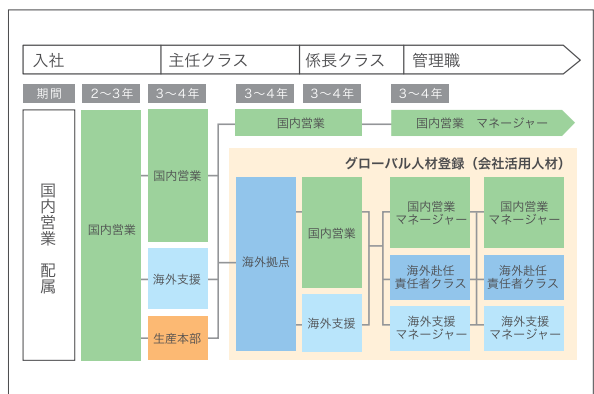 入社
主任クラス
係長クラス
管理職
期間
2〜3年
3〜4年
3〜4年
3〜4年
3〜4年
国内営業 配属
国内営業
国内営業
海外支援
生産本部
国内営業
国内営業 マネージャー
グローバル人材登録（会社活用人材）
海外拠点
国内営業
海外支援
国内営業
マネージャー
海外赴任
責任者クラス
海外支援
マネージャー
国内営業
マネージャー
海外赴任
責任者クラス
海外支援
マネージャー